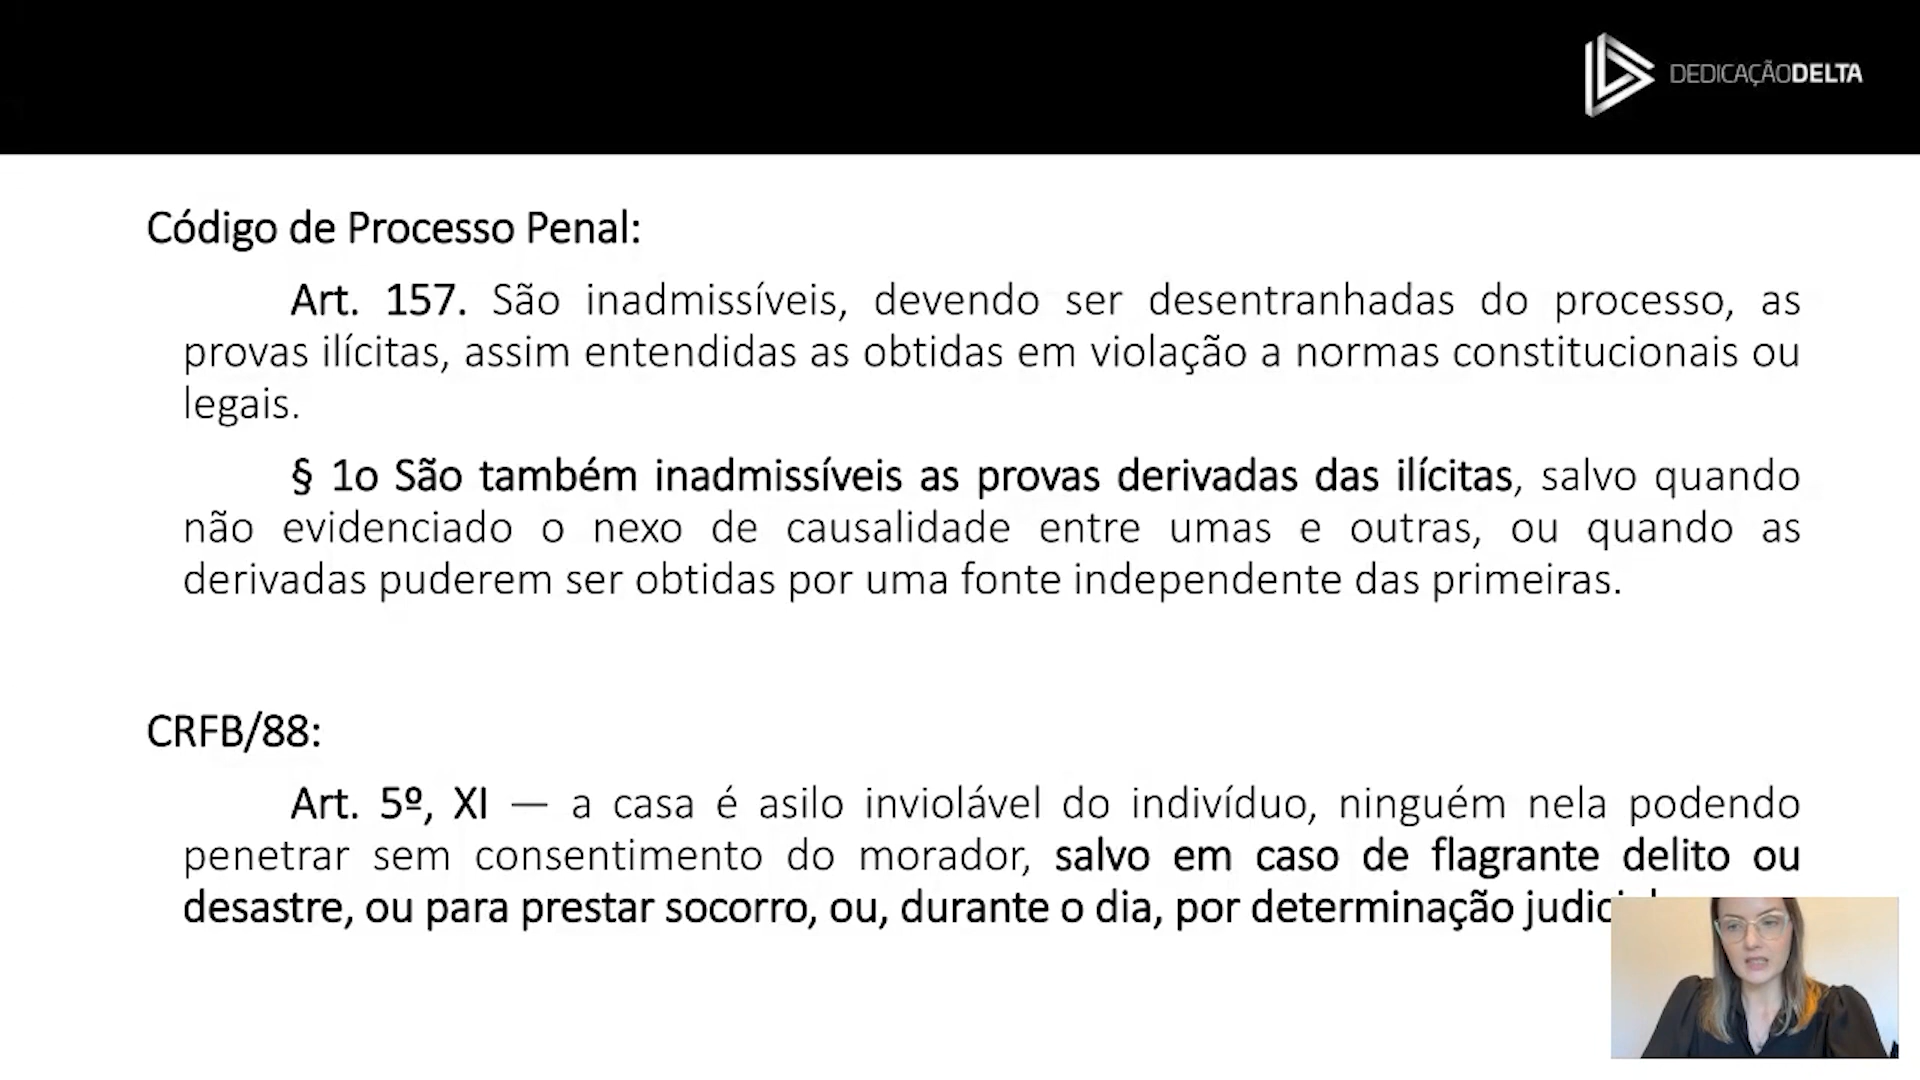 DEDICAÇÃODELTA
Código de Processo Penal:
Art. 157. São inadmissíveis, devendo ser desentranhadas do processo, as
provas ilícitas, assim entendidas as obtidas em violação a normas constitucionais ou
legais.
§ 1o São também inadmissíveis as provas derivadas das ilícitas, salvo quando
não evidenciado o nexo de causalidade entre umas e outras, ou quando as
derivadas puderem ser obtidas por uma fonte independente das primeiras.
CRFB/88:
Art. 5º, XI — a casa é asilo inviolável do indivíduo, ninguém nela podendo
penetrar sem consentimento do morador, salvo em caso de flagrante delito ou
desastre, ou para prestar socorro, ou, durante o dia, por determinação